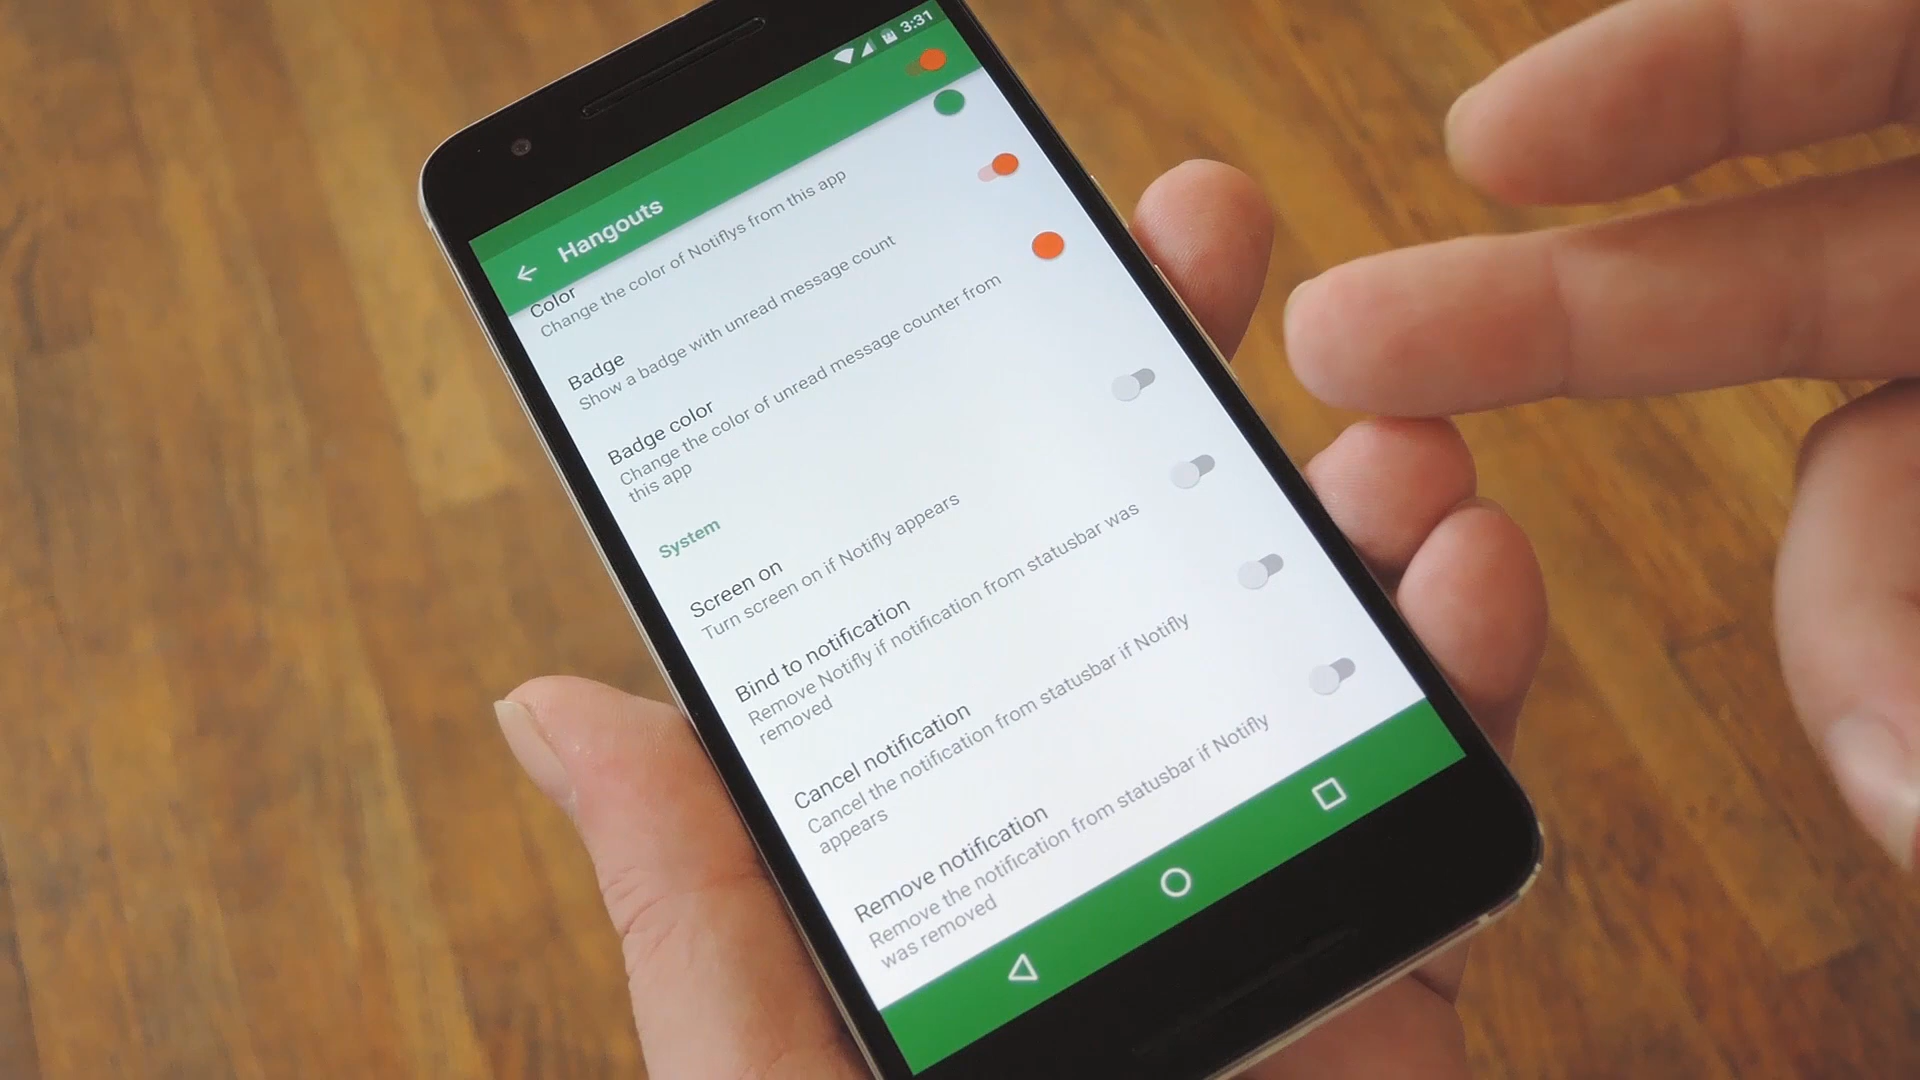 3:31
Hangouts
Color
Change the color of Notiflys from this app
Badge
Show a badge with unread message count
Badge color
Change the color of unread message counter from
this app
System
Screen on
Turn screen on if Notifly appears
Bind to notification
Remove Notifly if notification from statusbar was
removed
Cancel notification
Cancel the notification from statusbar if Notifly
appears
Remove notification
Remove the notification from statusbar if Notifly
was removed